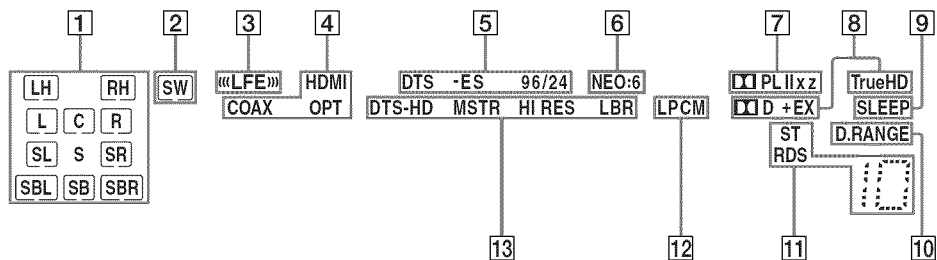 1 2 3 4 5 6 7 8 9
LH RH SW LFE HDMI DTS -ES 96/24 NEO:6 PL II x z TrueHD
COAX OPT DTS-HD MSTR HI RES LBR LPCM D +EX SLEEP
L C R ST D.RANGE
SL S SR RDS
SBL SB SBR 10
13 12 11 10